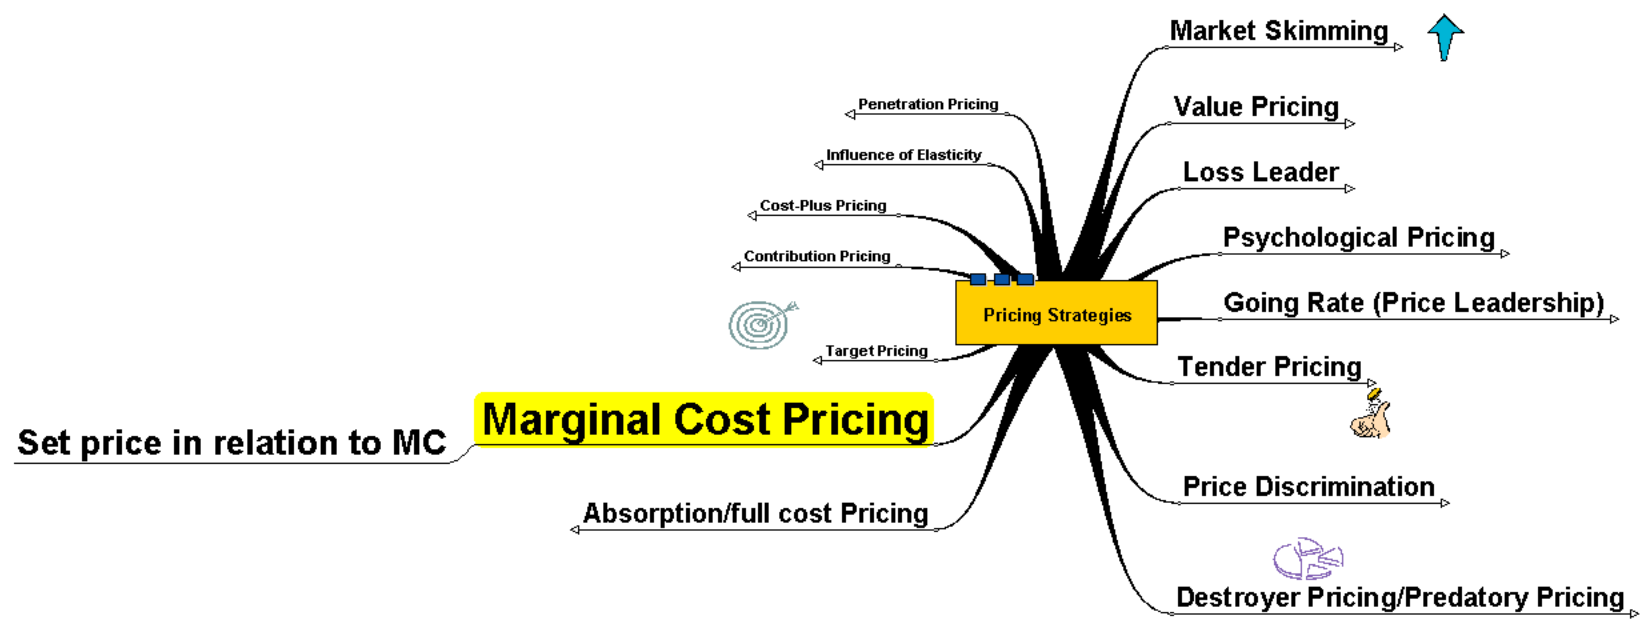 Market Skimming
Value Pricing
Loss Leader
Psychological Pricing
Going Rate (Price Leadership)
Tender Pricing
Price Discrimination
Destroyer Pricing/Predatory Pricing
Pricing Strategies
Penetration Pricing
Influence of Elasticity
Cost-Plus Pricing
Contribution Pricing
Target Pricing
Marginal Cost Pricing
Set price in relation to MC
Absorption/full cost Pricing